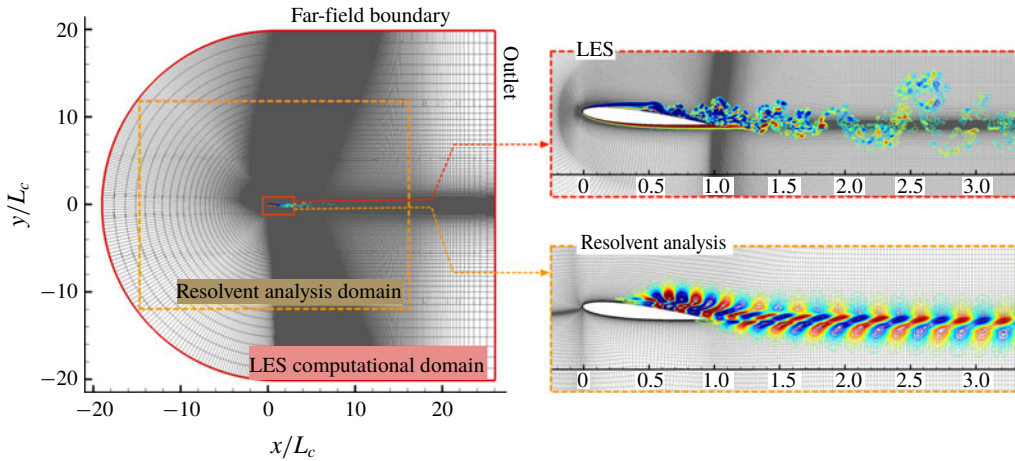 Far-field boundary
20
10
0
−10
−20
y/L_c
−20
−10
0
10
20
x/L_c
Outlet
Resolvent analysis domain
LES computational domain
LES
0 0.5 1.0 1.5 2.0 2.5 3.0
Resolvent analysis
0 0.5 1.0 1.5 2.0 2.5 3.0